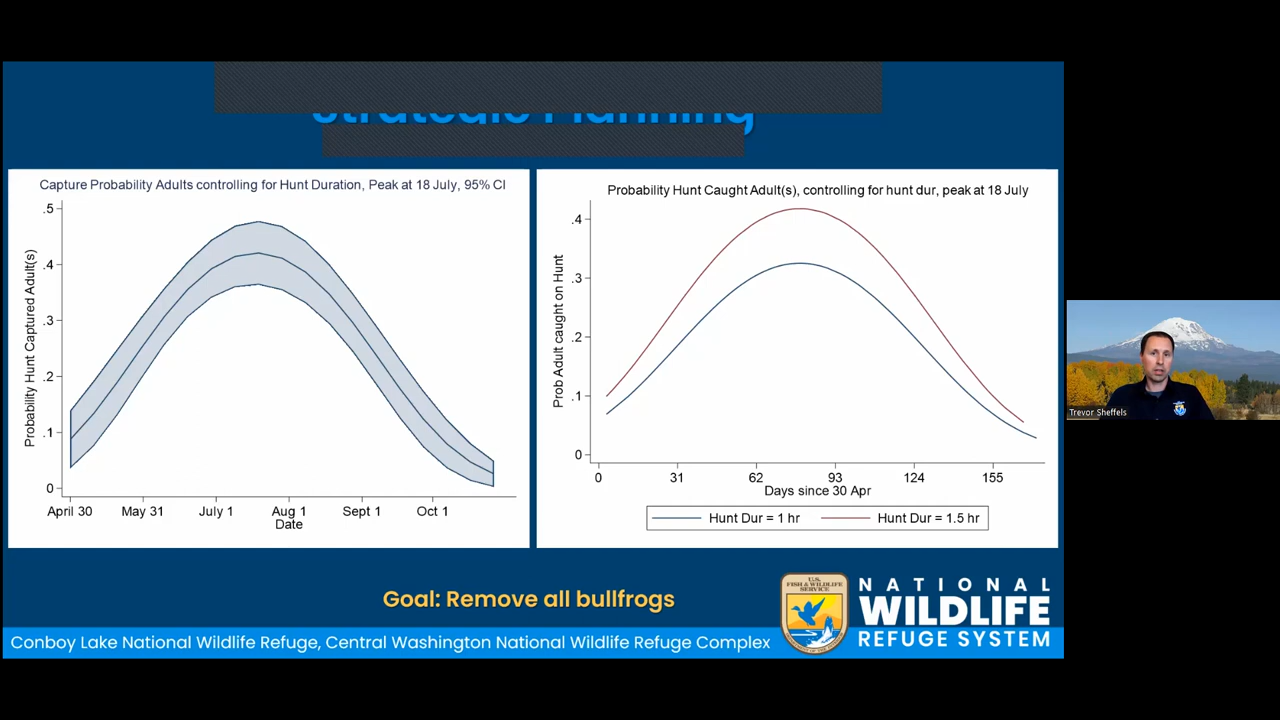 Strategic Planning
Capture Probability Adults controlling for Hunt Duration, Peak at 18 July, 95% CI
Probability Hunt Captured Adult(s)
.5
.4
.3
.2
.1
0
April 30 May 31 July 1 Aug 1 Sept 1 Oct 1
Date
Probability Hunt Caught Adult(s), controlling for hunt dur, peak at 18 July
Prob Adult caught on Hunt
.4
.3
.2
.1
0
0 31 62 93 124 155
Days since 30 Apr
Hunt Dur = 1 hr Hunt Dur = 1.5 hr
Trevor Sheffels
Goal: Remove all bullfrogs
Conboy Lake National Wildlife Refuge, Central Washington National Wildlife Refuge Complex
U.S.
FISH & WILDLIFE
SERVICE
NATIONAL
WILDLIFE
REFUGE SYSTEM